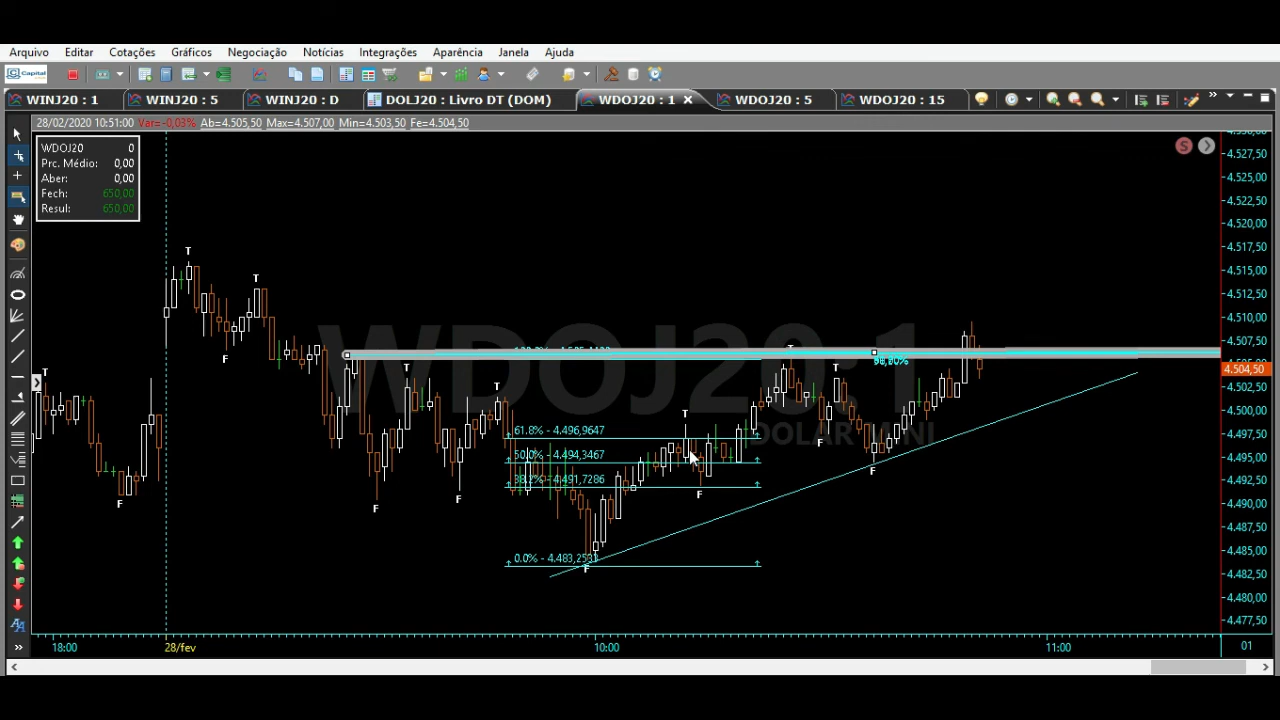 Arquivo Editar Cotações Gráficos Negociação Notícias Integrações Aparência Janela Ajuda
Capital
WINJ20 : 1 WINJ20 : 5 WINJ20 : D DOLJ20 : Livro DT (DOM) WDOJ20 : 1 WDOJ20 : 5 WDOJ20 : 15
28/02/2020 10:51:00 Var=-0,03% Ab=4.505,50 Max=4.507,00 Min=4.503,50 Fe=4.504,50
WDOJ20 0
Prc. Médio: 0,00
Aber: 0,00
Fech: 650,00
Resul: 650,00
S
4.527,50
4.525,00
4.522,50
4.520,00
4.517,50
4.515,00
4.512,50
4.510,00
4.507,50
4.504,50
4.502,50
4.500,00
4.497,50
4.495,00
4.492,50
4.490,00
4.487,50
4.485,00
4.482,50
4.480,00
4.477,50
WDOJ20:1
DOLAR MINI
T T T T T T T
F F F F F F F F
61.8% - 4.496,9647
50.0% - 4.494,3467
38.2% - 4.491,7286
0.0% - 4.483,2533
18:00 28/fev 10:00 11:00 01